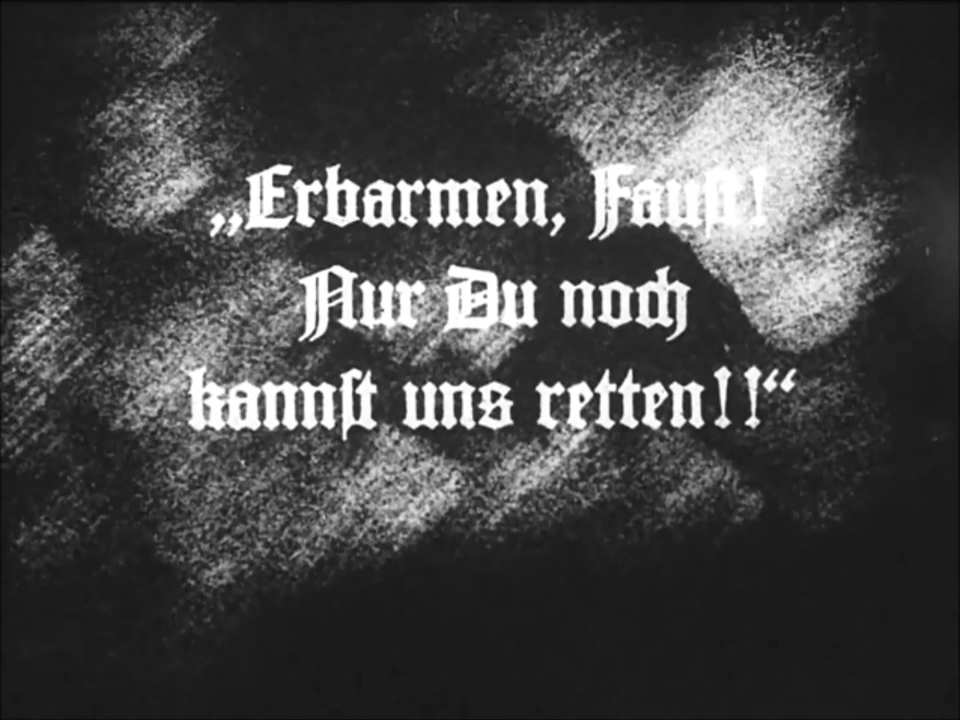 „Erbarmen, Fauſt!
Nur Du noch
kannſt uns retten!!“